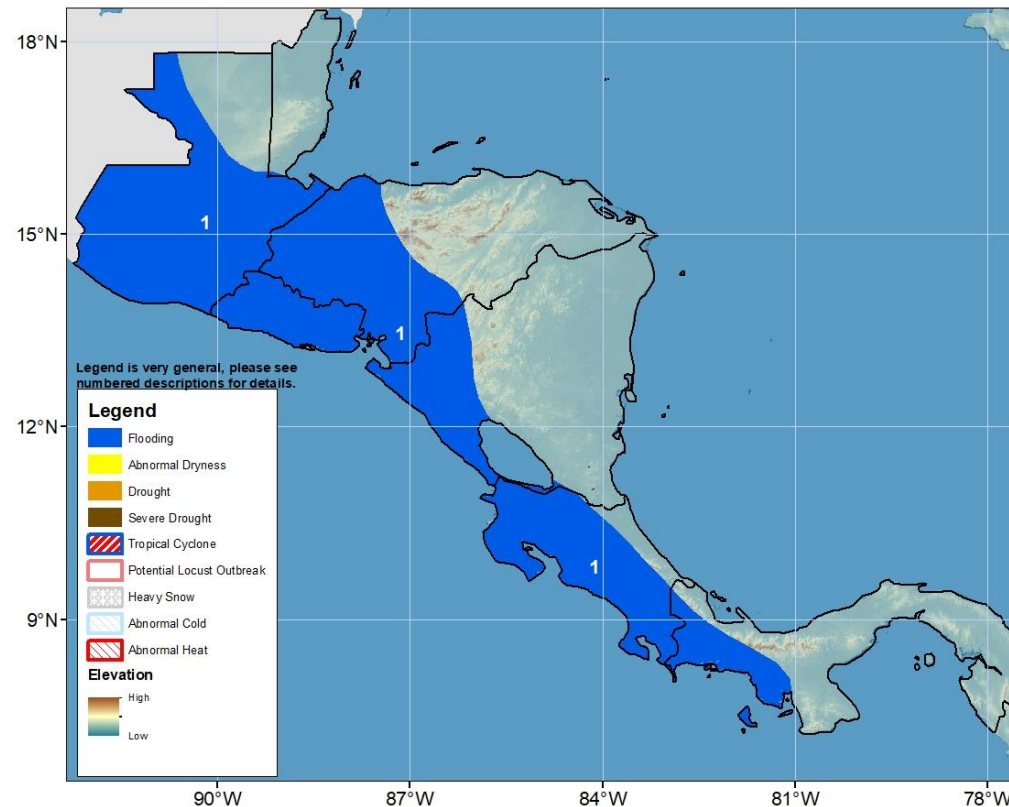 18°N
15°N
12°N
9°N
1
1
1
Legend is very general, please see
numbered descriptions for details.
Legend
Flooding
Abnormal Dryness
Drought
Severe Drought
Tropical Cyclone
Potential Locust Outbreak
Heavy Snow
Abnormal Cold
Abnormal Heat
Elevation
High
Low
90°W
87°W
84°W
81°W
78°W